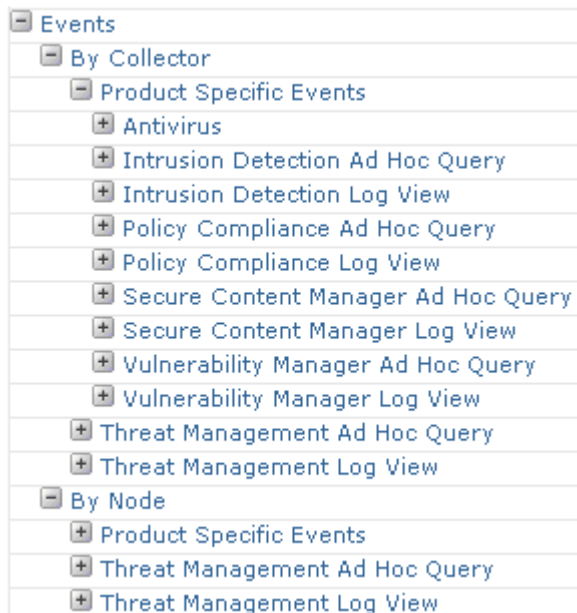 Events
By Collector
Product Specific Events
Antivirus
Intrusion Detection Ad Hoc Query
Intrusion Detection Log View
Policy Compliance Ad Hoc Query
Policy Compliance Log View
Secure Content Manager Ad Hoc Query
Secure Content Manager Log View
Vulnerability Manager Ad Hoc Query
Vulnerability Manager Log View
Threat Management Ad Hoc Query
Threat Management Log View
By Node
Product Specific Events
Threat Management Ad Hoc Query
Threat Management Log View